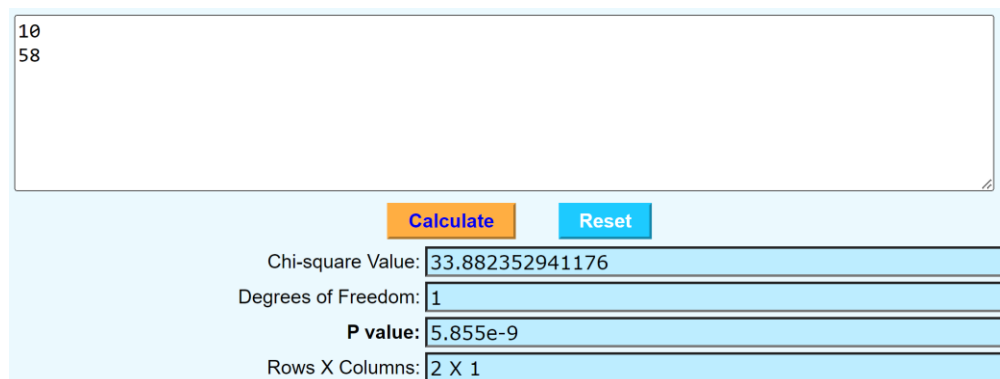 10
58
Calculate Reset
Chi-square Value: 33.882352941176
Degrees of Freedom: 1
P value: 5.855e-9
Rows X Columns: 2 X 1